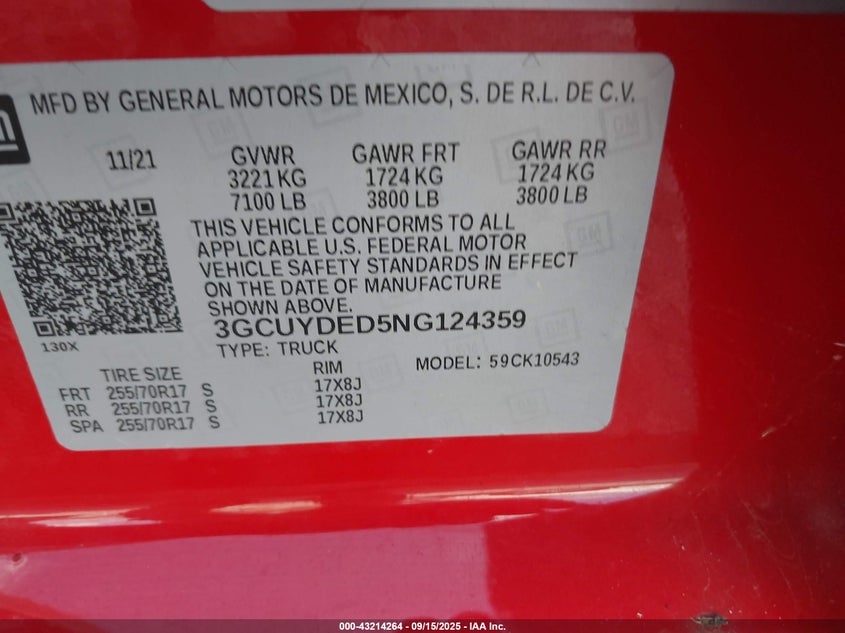 MFD BY GENERAL MOTORS DE MEXICO, S. DE R.L. DE C.V.
11/21 GVWR GAWR FRT GAWR RR
3221 KG 1724 KG 1724 KG
7100 LB 3800 LB 3800 LB
THIS VEHICLE CONFORMS TO ALL
APPLICABLE U.S. FEDERAL MOTOR
VEHICLE SAFETY STANDARDS IN EFFECT
ON THE DATE OF MANUFACTURE
SHOWN ABOVE.
3GCUYDED5NG124359
130X
TYPE: TRUCK MODEL: 59CK10543
TIRE SIZE RIM
FRT 255/70R17 S 17X8J
RR 255/70R17 S 17X8J
SPA 255/70R17 S 17X8J
000-43214264 - 09/15/2025 - IAA Inc.